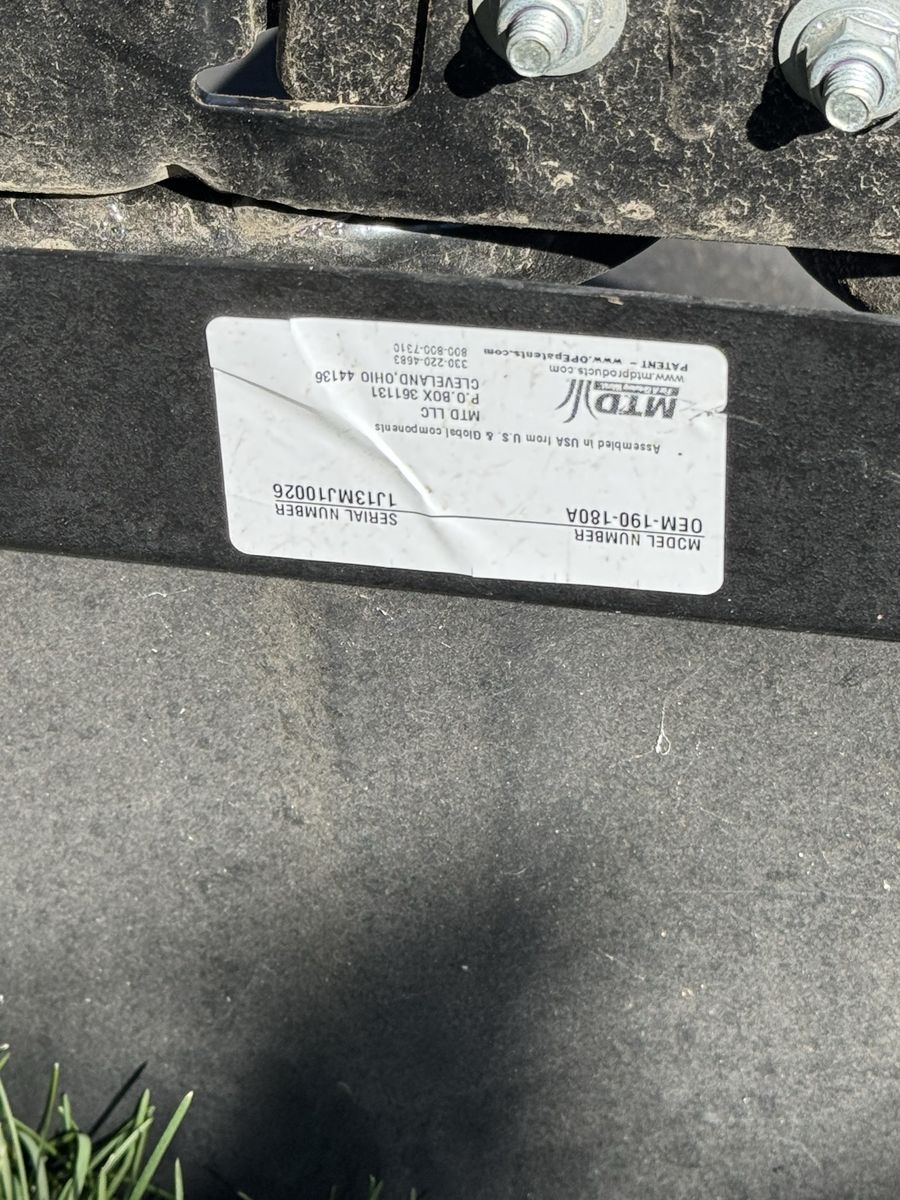 MODEL NUMBER
OEM-190-180A
SERIAL NUMBER
1J13MJ10026
Assembled in USA from U.S. & Global components
MTD
www.mtdproducts.com
PATENT – www.OPEpatents.com
MTD LLC
P.O.BOX 361131
CLEVELAND,OHIO 44136
330-220-4683
800-800-7310